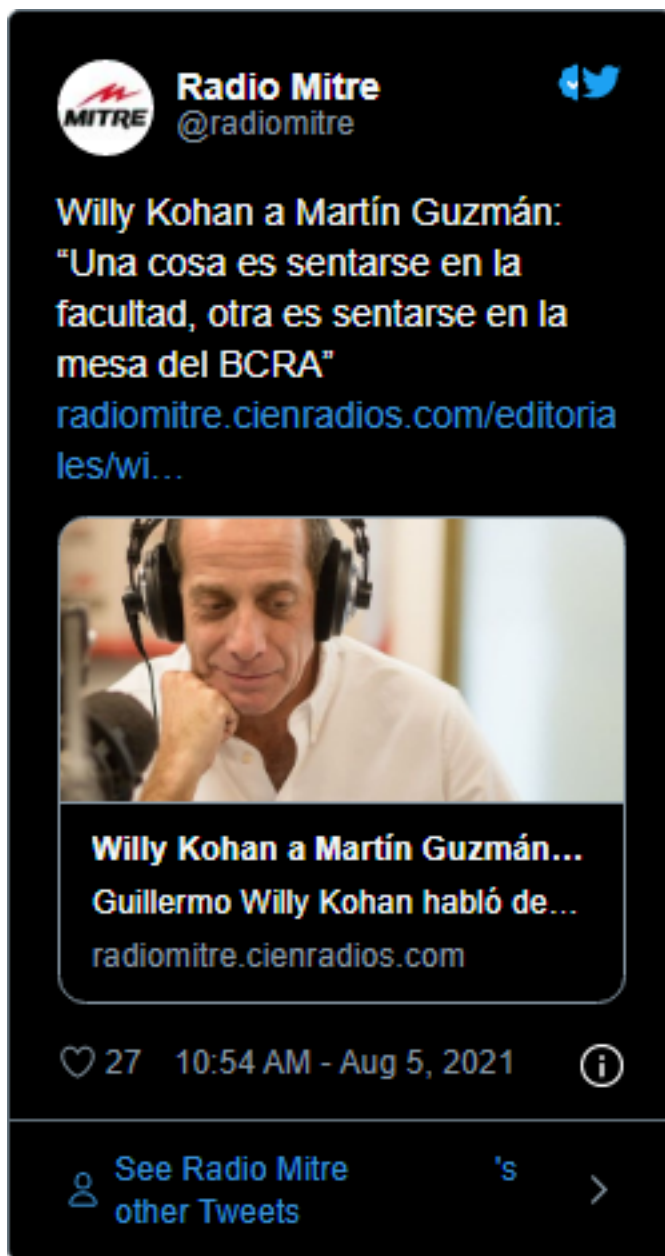 MITRE
Radio Mitre
@radiomitre
Willy Kohan a Martín Guzmán:
“Una cosa es sentarse en la
facultad, otra es sentarse en la
mesa del BCRA”
radiomitre.cienradios.com/editoria
les/wi…
Willy Kohan a Martín Guzmán...
Guillermo Willy Kohan habló de...
radiomitre.cienradios.com
27 10:54 AM - Aug 5, 2021
See Radio Mitre 's
other Tweets